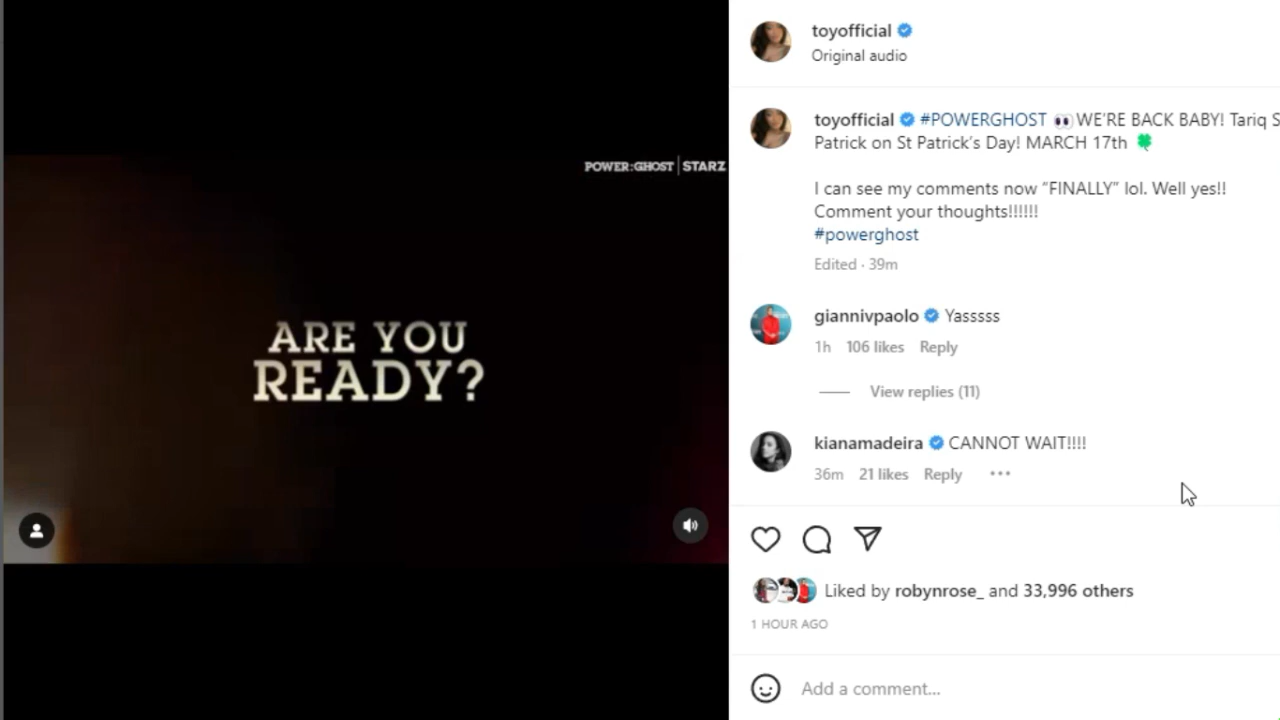 POWER:GHOST | STARZ
ARE YOU
READY?
toyofficial
Original audio
toyofficial #POWERGHOST 👀 WE'RE BACK BABY! Tariq S
Patrick on St Patrick's Day! MARCH 17th 🍀
I can see my comments now “FINALLY” lol. Well yes!!
Comment your thoughts!!!!!!
#powerghost
Edited · 39m
giannivpaolo Yasssss
1h 106 likes Reply
View replies (11)
kianamadeira CANNOT WAIT!!!!
36m 21 likes Reply
Liked by robynrose_ and 33,996 others
1 HOUR AGO
Add a comment...